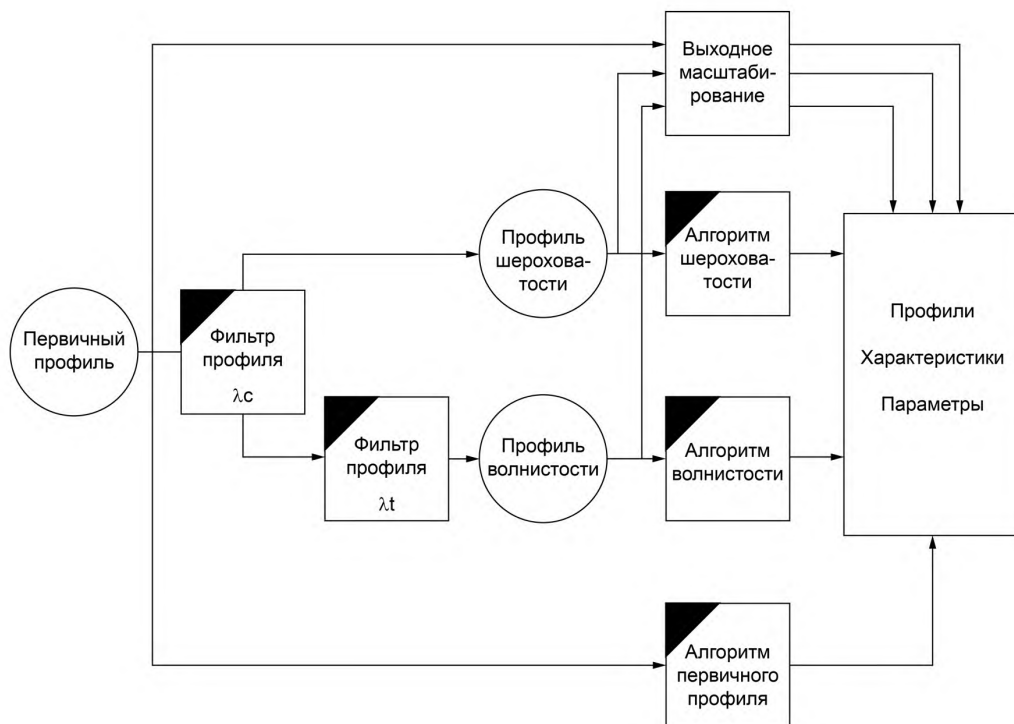 Выходное
масштаби-
рование
Профиль
шерохова-
тости
Алгоритм
шерохова-
тости
Первичный
профиль
Фильтр
профиля
λc
Фильтр
профиля
λt
Профиль
волнистости
Алгоритм
волнистости
Профили
Характеристики
Параметры
Алгоритм
первичного
профиля